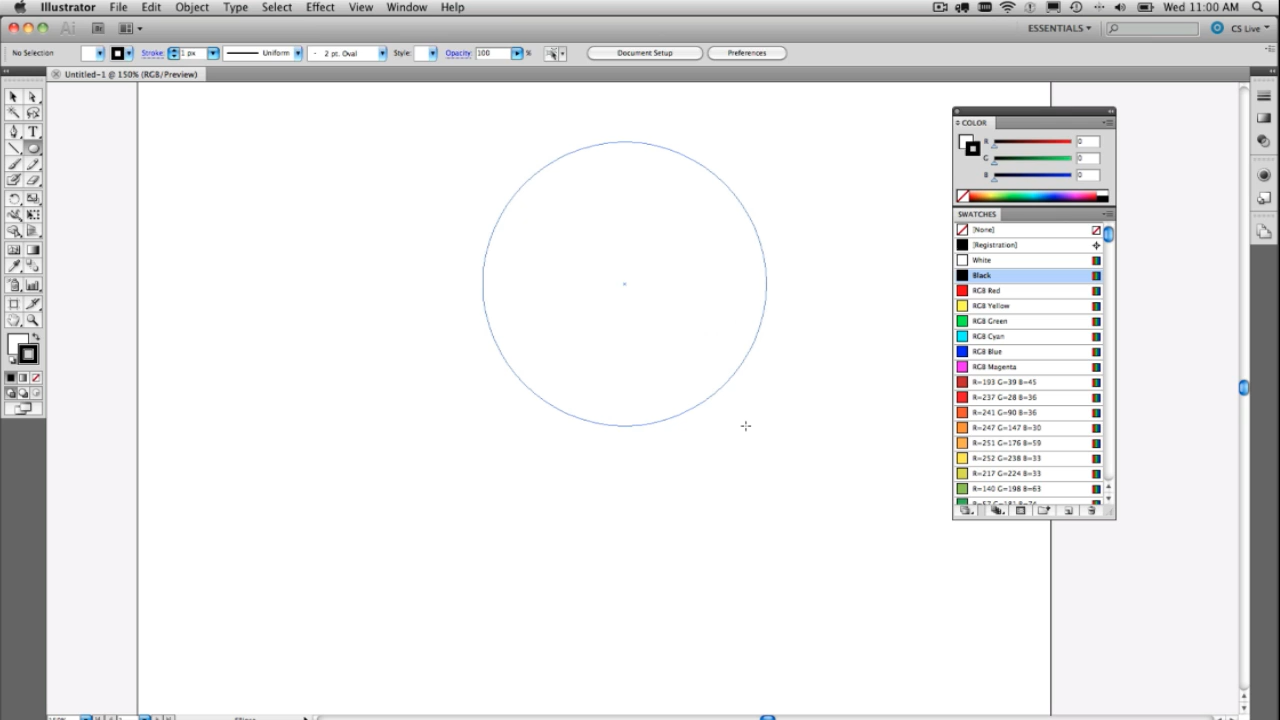 Illustrator File Edit Object Type Select Effect View Window Help Wed 11:00 AM
Ai Br ESSENTIALS CS Live
No Selection Stroke: 1 px Uniform 2 pt. Oval Style: Opacity: 100 % Document Setup Preferences
Untitled-1 @ 150% (RGB/Preview)
COLOR
R 0
G 0
B 0
SWATCHES
[None]
[Registration]
White
Black
RGB Red
RGB Yellow
RGB Green
RGB Cyan
RGB Blue
RGB Magenta
R=193 G=39 B=45
R=237 G=28 B=36
R=241 G=90 B=36
R=247 G=147 B=30
R=251 G=176 B=59
R=252 G=238 B=33
R=217 G=224 B=33
R=140 G=198 B=63